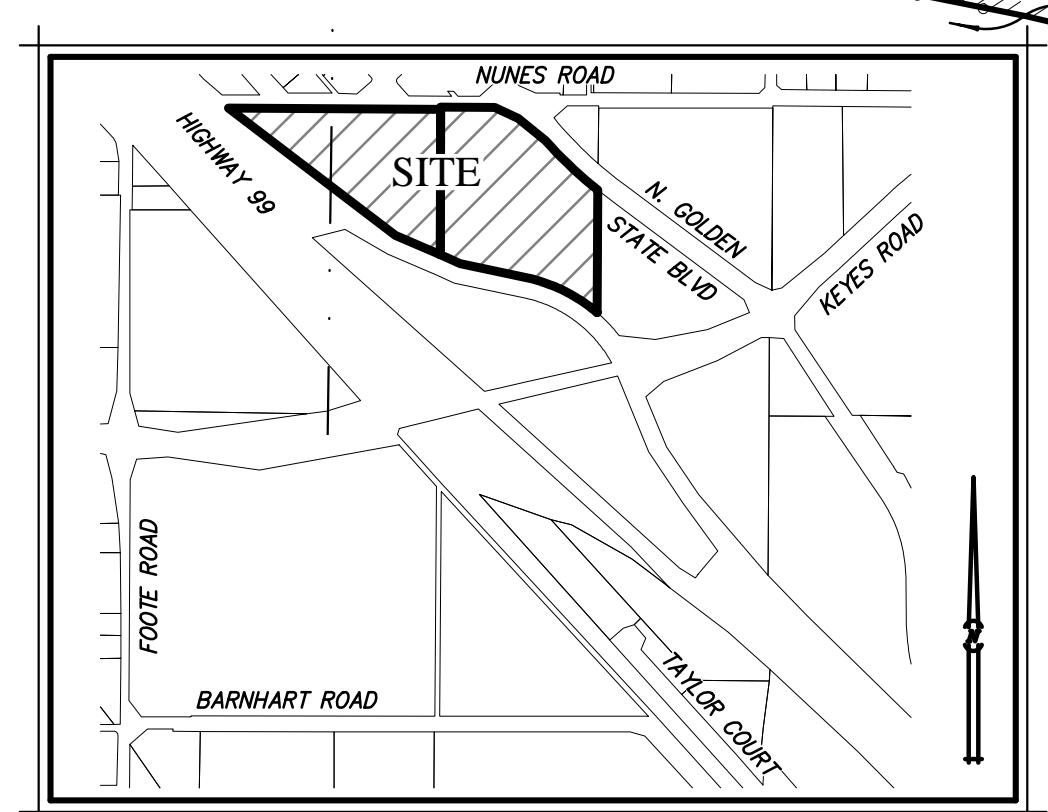 NUNES ROAD
HIGHWAY 99
SITE
N. GOLDEN
STATE BLVD
KEYES ROAD
FOOTE ROAD
BARNHART ROAD
TAYLOR COURT
N